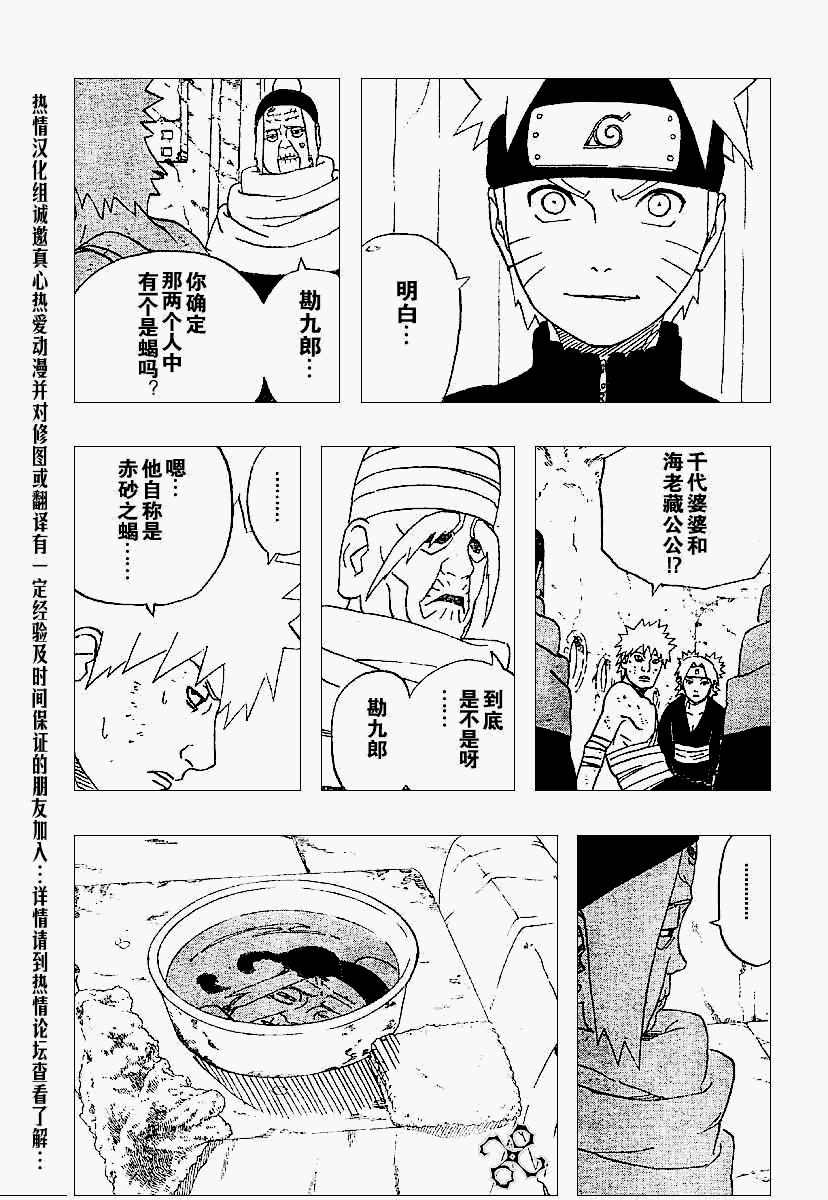 明白…
勘九郎…
你确定
那两个人中
有个是蝎吗？
千代婆婆和
海老藏公公!?
到底
是不是呀
……
勘九郎
………
嗯…
他自称是
赤砂之蝎……
………
热情汉化组诚邀真心热爱动漫并对修图或翻译有一定经验及时间保证的朋友加入…详情请到热情论坛查看了解…